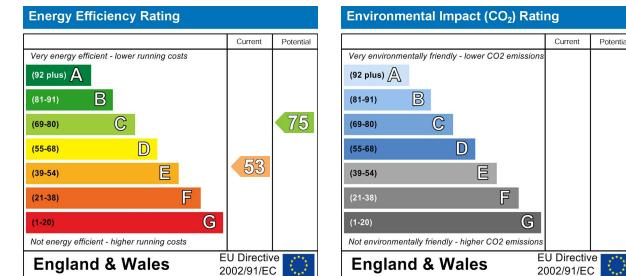 Energy Efficiency Rating
Current Potential
Very energy efficient - lower running costs
(92 plus) A
(81-91) B
(69-80) C
75
(55-68) D
53
(39-54) E
(21-38) F
(1-20) G
Not energy efficient - higher running costs
England & Wales
EU Directive
2002/91/EC
Environmental Impact (CO₂) Rating
Current Potential
Very environmentally friendly - lower CO2 emissions
(92 plus) A
(81-91) B
(69-80) C
(55-68) D
(39-54) E
(21-38) F
(1-20) G
Not environmentally friendly - higher CO2 emissions
England & Wales
EU Directive
2002/91/EC